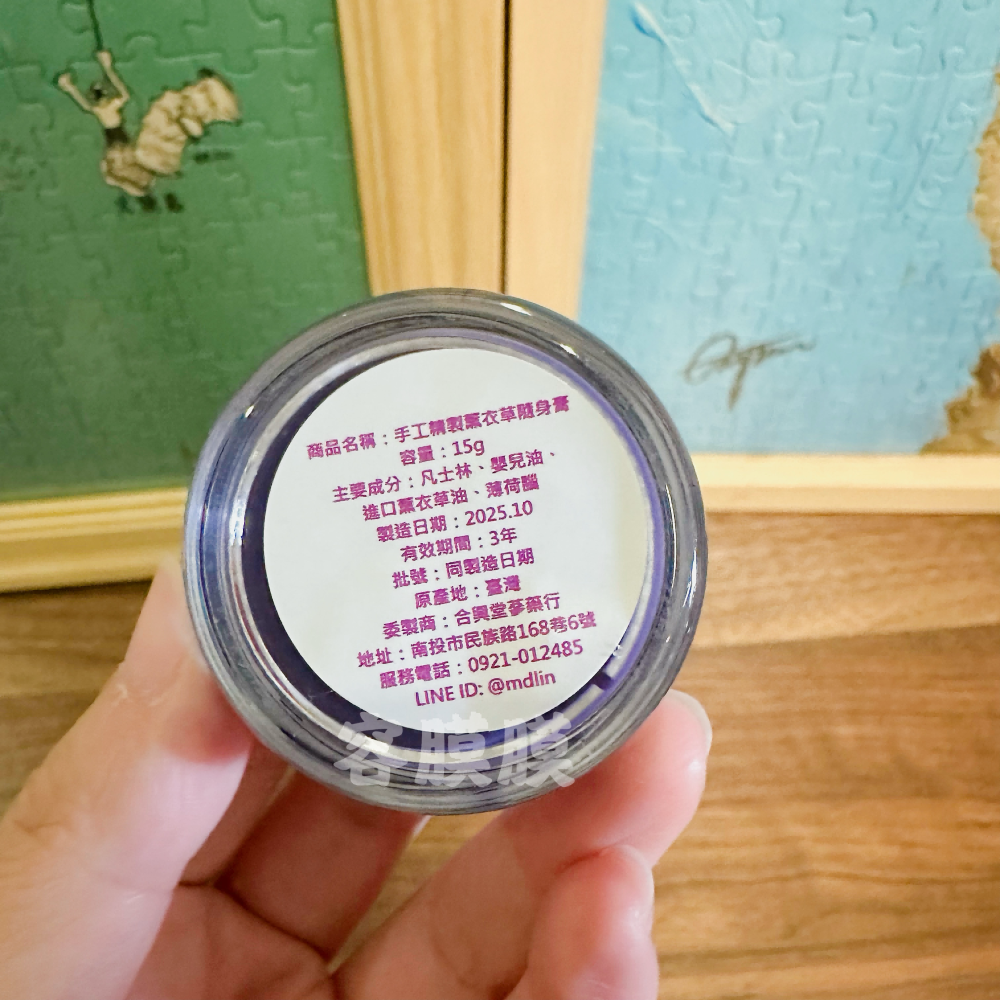 商品名稱：手工精製薰衣草隨身膏
容量：15g
主要成分：凡士林、嬰兒油、
進口薰衣草油、薄荷腦
製造日期：2025.10
有效期間：3年
批號：同製造日期
原產地：臺灣
委製商：合興堂蔘藥行
地址：南投市民族路168巷6號
服務電話：0921-012485
LINE ID: @mdlin
客膜膜